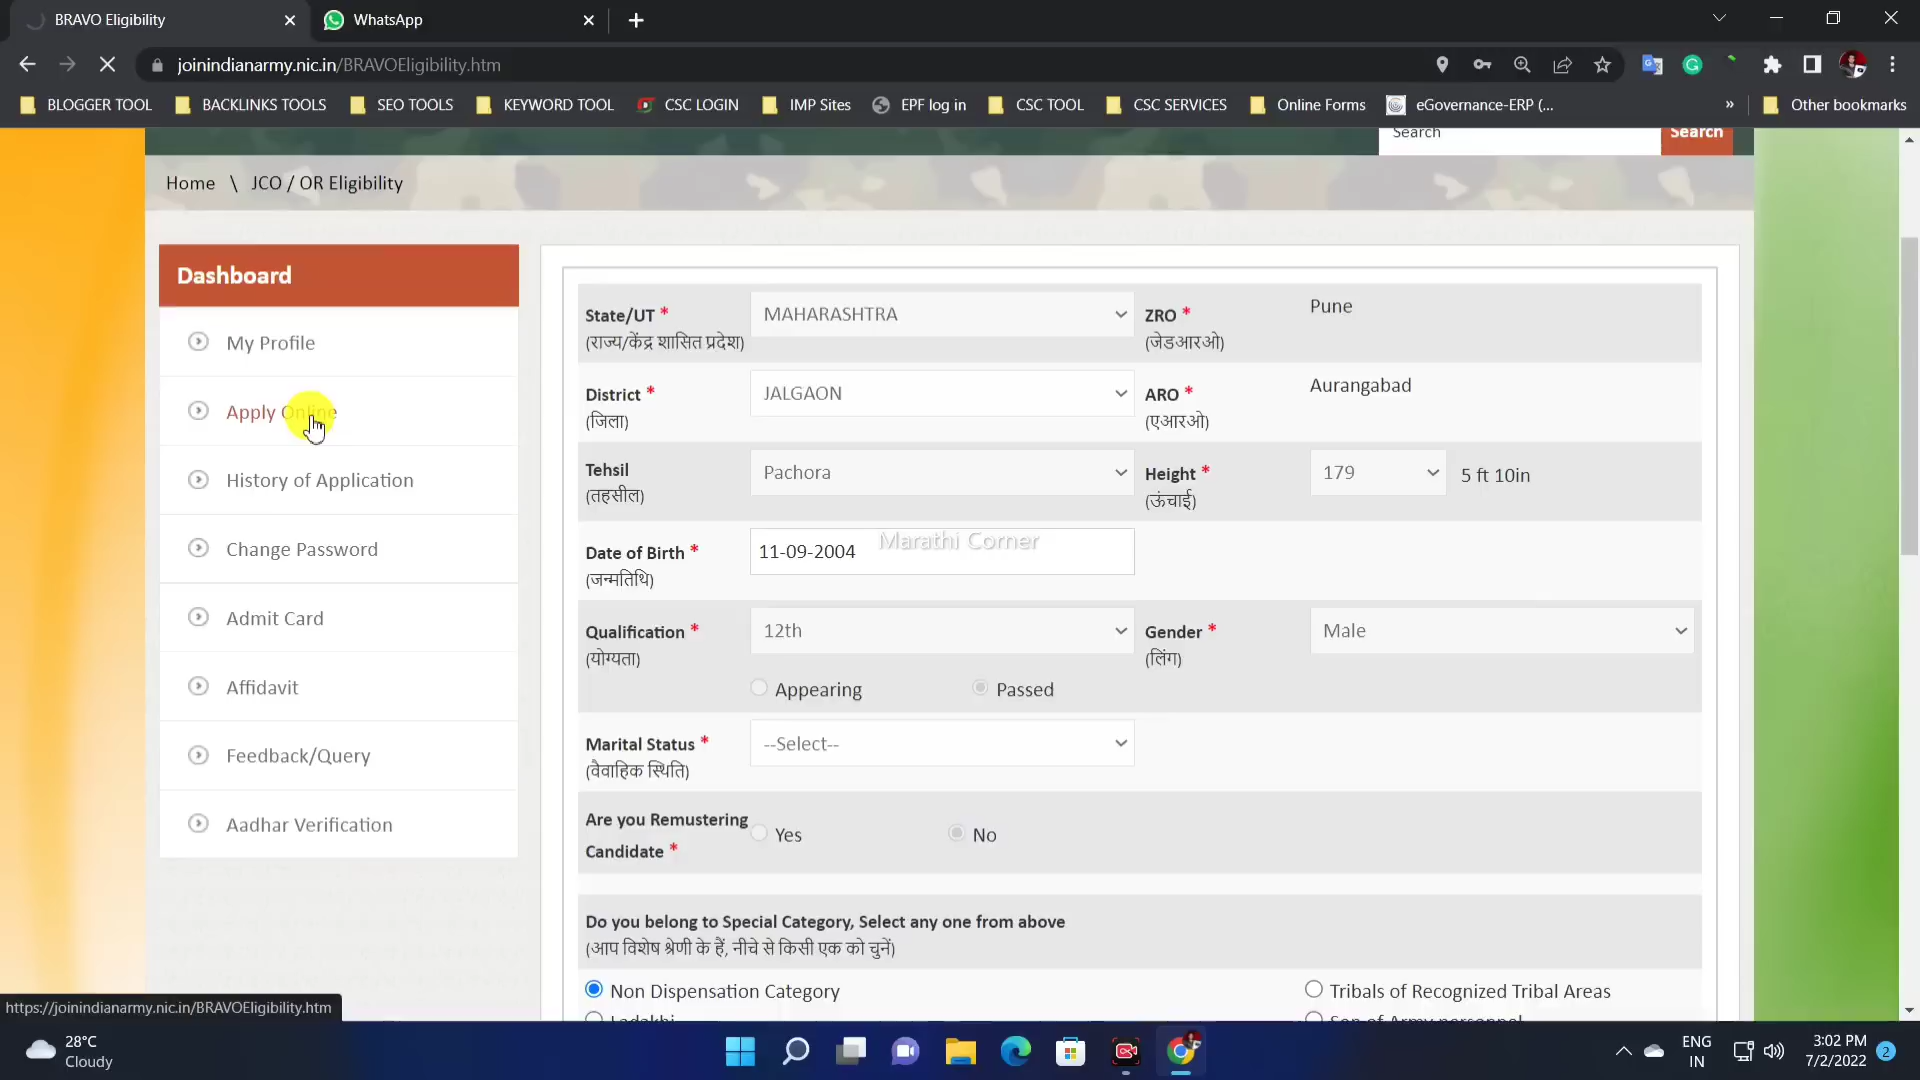 BRAVO Eligibility
WhatsApp
joinindianarmy.nic.in/BRAVOEligibility.htm
BLOGGER TOOL BACKLINKS TOOLS SEO TOOLS KEYWORD TOOL CSC LOGIN IMP Sites EPF log in CSC TOOL CSC SERVICES Online Forms eGovernance-ERP (... » Other bookmarks
Search Search
Home \ JCO / OR Eligibility
Dashboard
My Profile
Apply Online
History of Application
Change Password
Admit Card
Affidavit
Feedback/Query
Aadhar Verification
State/UT * MAHARASHTRA ZRO * Pune
(राज्य/केंद्र शासित प्रदेश) (जेडआरओ)
District * JALGAON ARO * Aurangabad
(जिला) (एआरओ)
Tehsil Pachora Height * 179 5 ft 10in
(तहसील) (ऊंचाई)
Date of Birth * 11-09-2004 Marathi Corner
(जन्मतिथि)
Qualification * 12th Gender * Male
(योग्यता) (लिंग)
Appearing Passed
Marital Status * --Select--
(वैवाहिक स्थिति)
Are you Remustering Yes No
Candidate *
Do you belong to Special Category, Select any one from above
(आप विशेष श्रेणी के हैं, नीचे से किसी एक को चुनें)
Non Dispensation Category Tribals of Recognized Tribal Areas
Ladakhi Son of Army personnel
https://joinindianarmy.nic.in/BRAVOEligibility.htm
28°C
Cloudy
ENG
IN
3:02 PM
7/2/2022
2